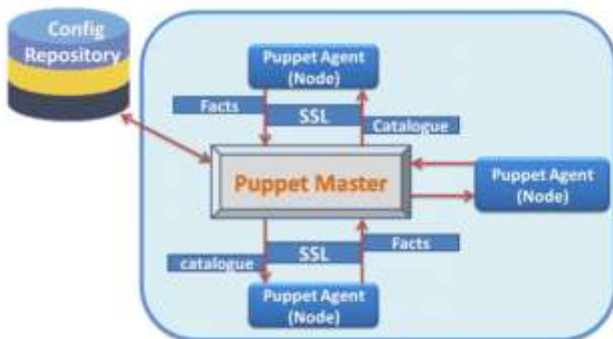 Config
Repository
Puppet Agent
(Node)
Facts
SSL
Catalogue
Puppet Master
Puppet Agent
(Node)
catalogue
SSL
Facts
Puppet Agent
(Node)